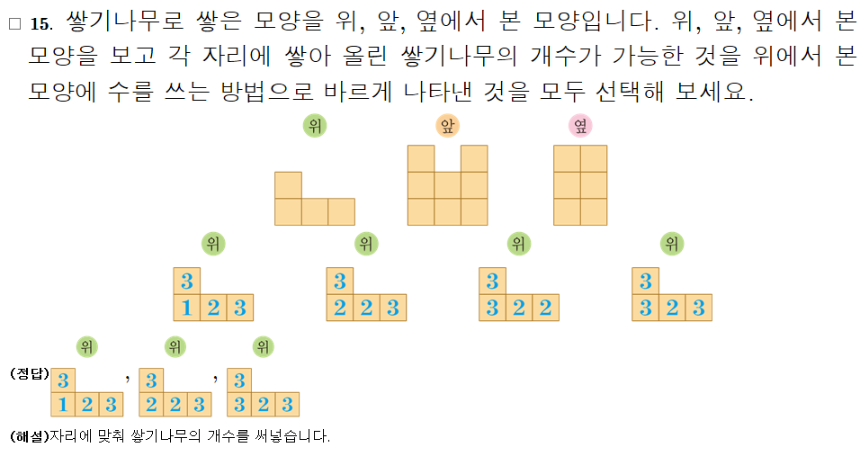 □ 15. 쌓기나무로 쌓은 모양을 위, 앞, 옆에서 본 모양입니다. 위, 앞, 옆에서 본
모양을 보고 각 자리에 쌓아 올린 쌓기나무의 개수가 가능한 것을 위에서 본
모양에 수를 쓰는 방법으로 바르게 나타낸 것을 모두 선택해 보세요.
위 앞 옆
위 위 위 위
3 3 3 3
1 2 3 2 2 3 3 2 2 3 2 3
위 위 위
(정답) 3 , 3 , 3
1 2 3 2 2 3 3 2 3
(해설)자리에 맞춰 쌓기나무의 개수를 써넣습니다.